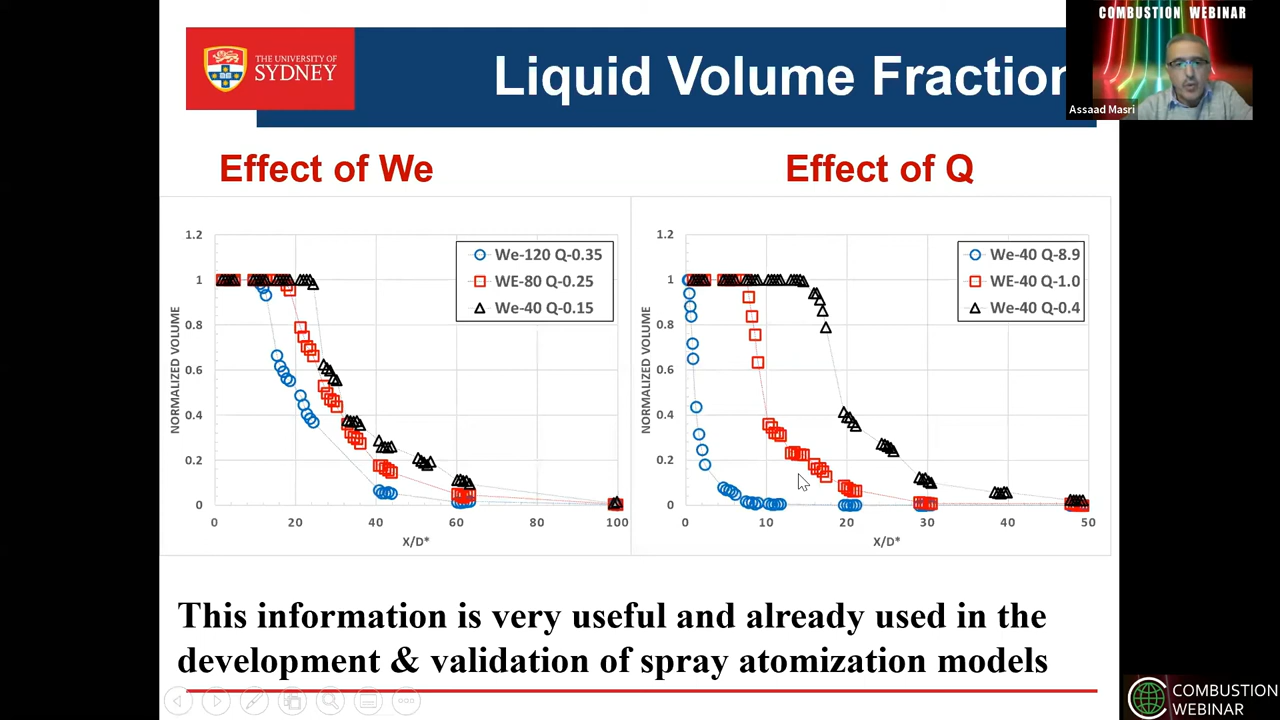 COMBUSTION WEBINAR
Assaad Masri
THE UNIVERSITY OF
SYDNEY
Liquid Volume Fraction
Effect of We
Effect of Q
NORMALIZED VOLUME
1.2
1
0.8
0.6
0.4
0.2
0
0
20
40
60
80
100
X/D*
We-120 Q-0.35
WE-80 Q-0.25
We-40 Q-0.15
NORMALIZED VOLUME
1.2
1
0.8
0.6
0.4
0.2
0
0
10
20
30
40
50
X/D*
We-40 Q-8.9
WE-40 Q-1.0
We-40 Q-0.4
This information is very useful and already used in the
development & validation of spray atomization models
COMBUSTION
WEBINAR